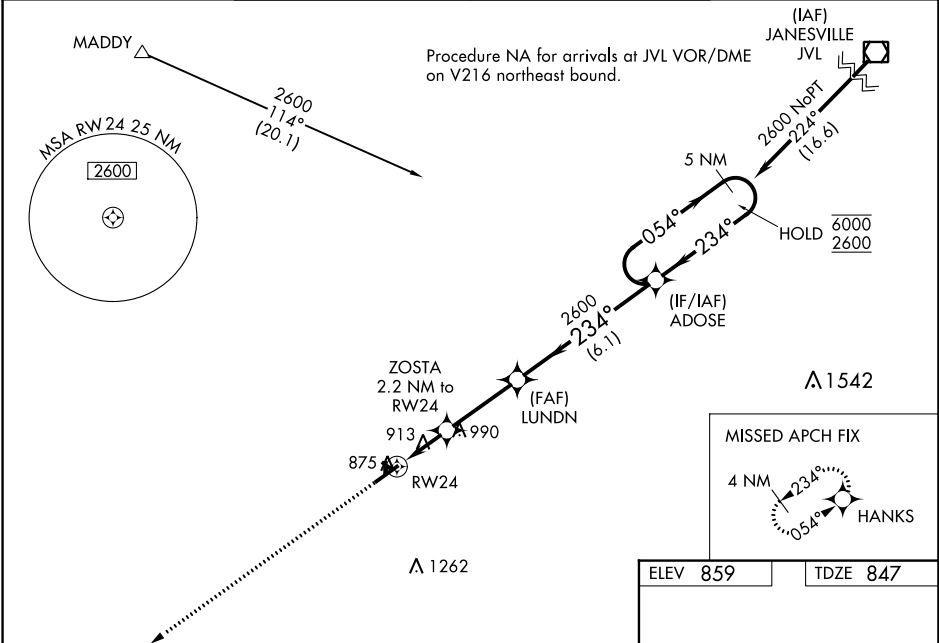 MADDY
2600
114°
(20.1)
Procedure NA for arrivals at JVL VOR/DME
on V216 northeast bound.
(IAF)
JANESVILLE
JVL
2600 NoPT
224°
(16.6)
MSA RW 24 25 NM
2600
5 NM
054°
234°
HOLD
6000
2600
(IF/IAF)
ADOSE
2600
234°
(6.1)
(FAF)
LUNDN
ZOSTA
2.2 NM to
RW24
913
990
875
RW24
1542
1262
MISSED APCH FIX
4 NM
234°
054°
HANKS
ELEV 859
TDZE 847